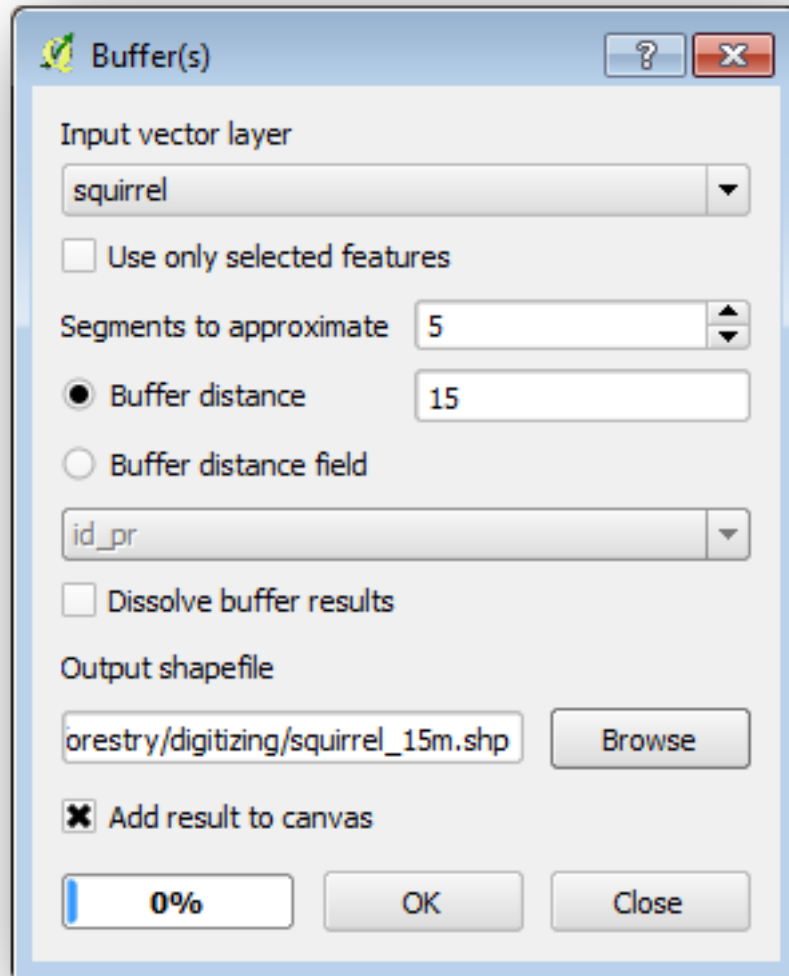 Buffer(s)
Input vector layer
squirrel
Use only selected features
Segments to approximate 5
Buffer distance 15
Buffer distance field
id_pr
Dissolve buffer results
Output shapefile
orestry/digitizing/squirrel_15m.shp Browse
Add result to canvas
0% OK Close